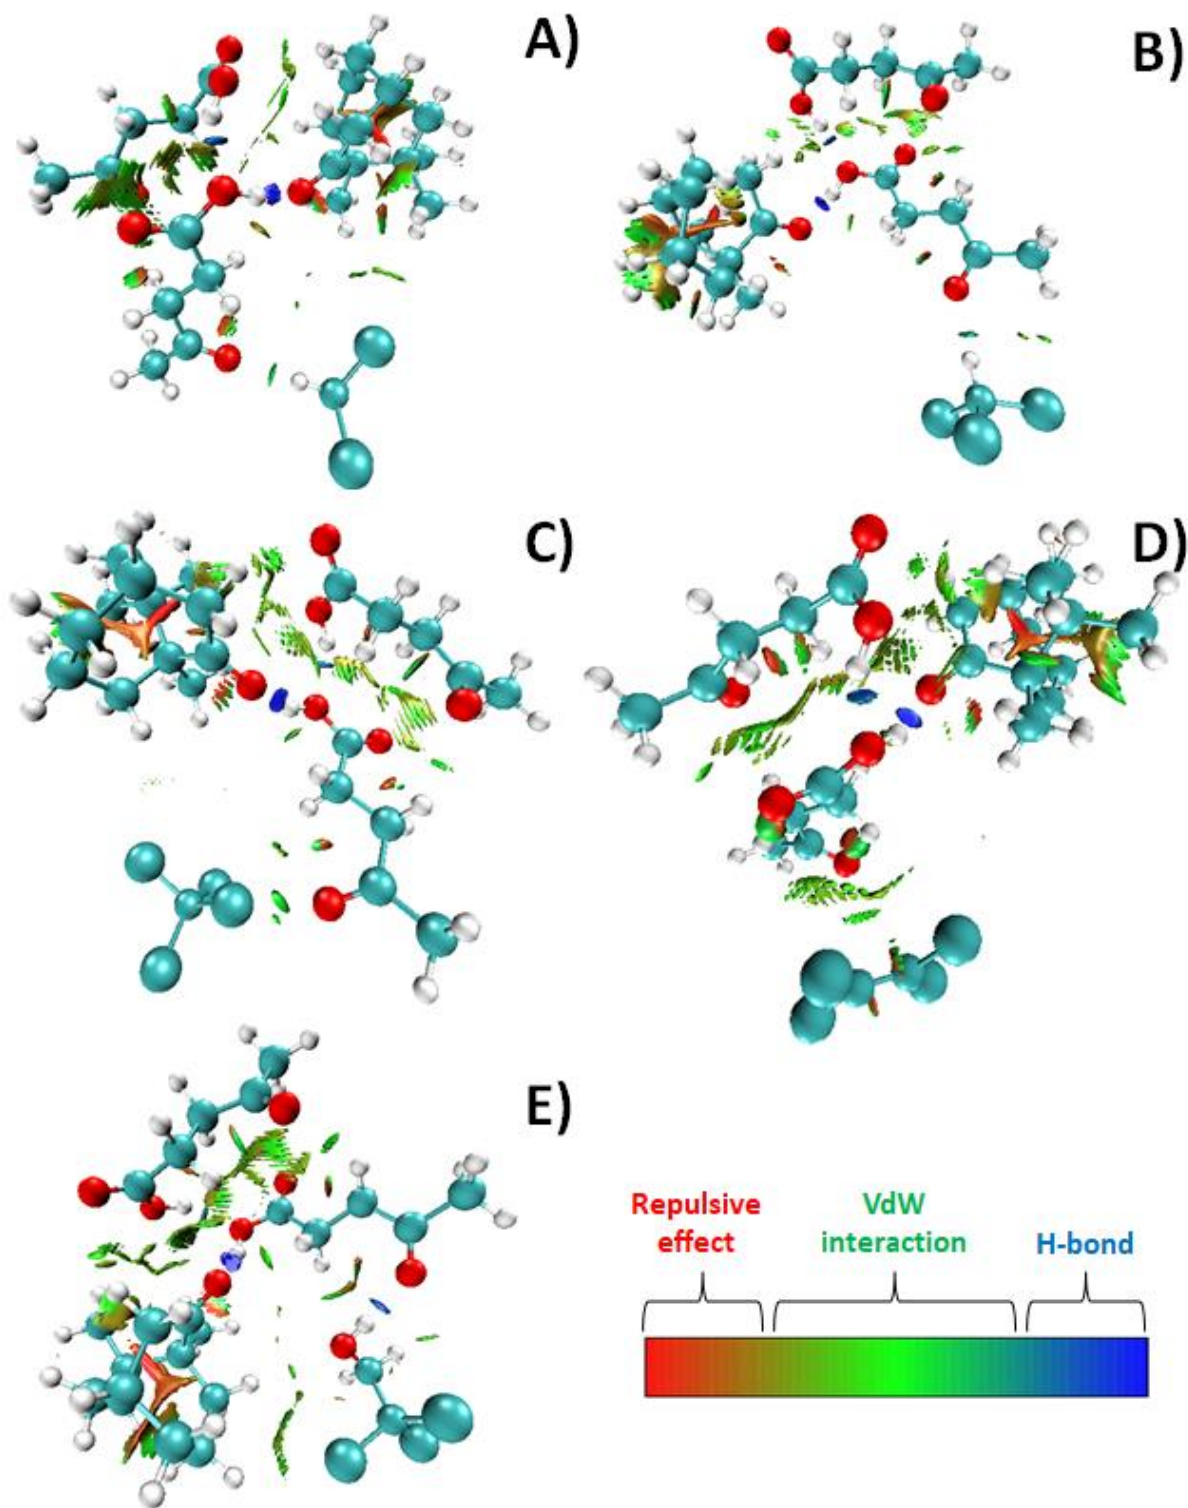 A)
B)
C)
D)
E)
Repulsive
effect
VdW
interaction
H-bond